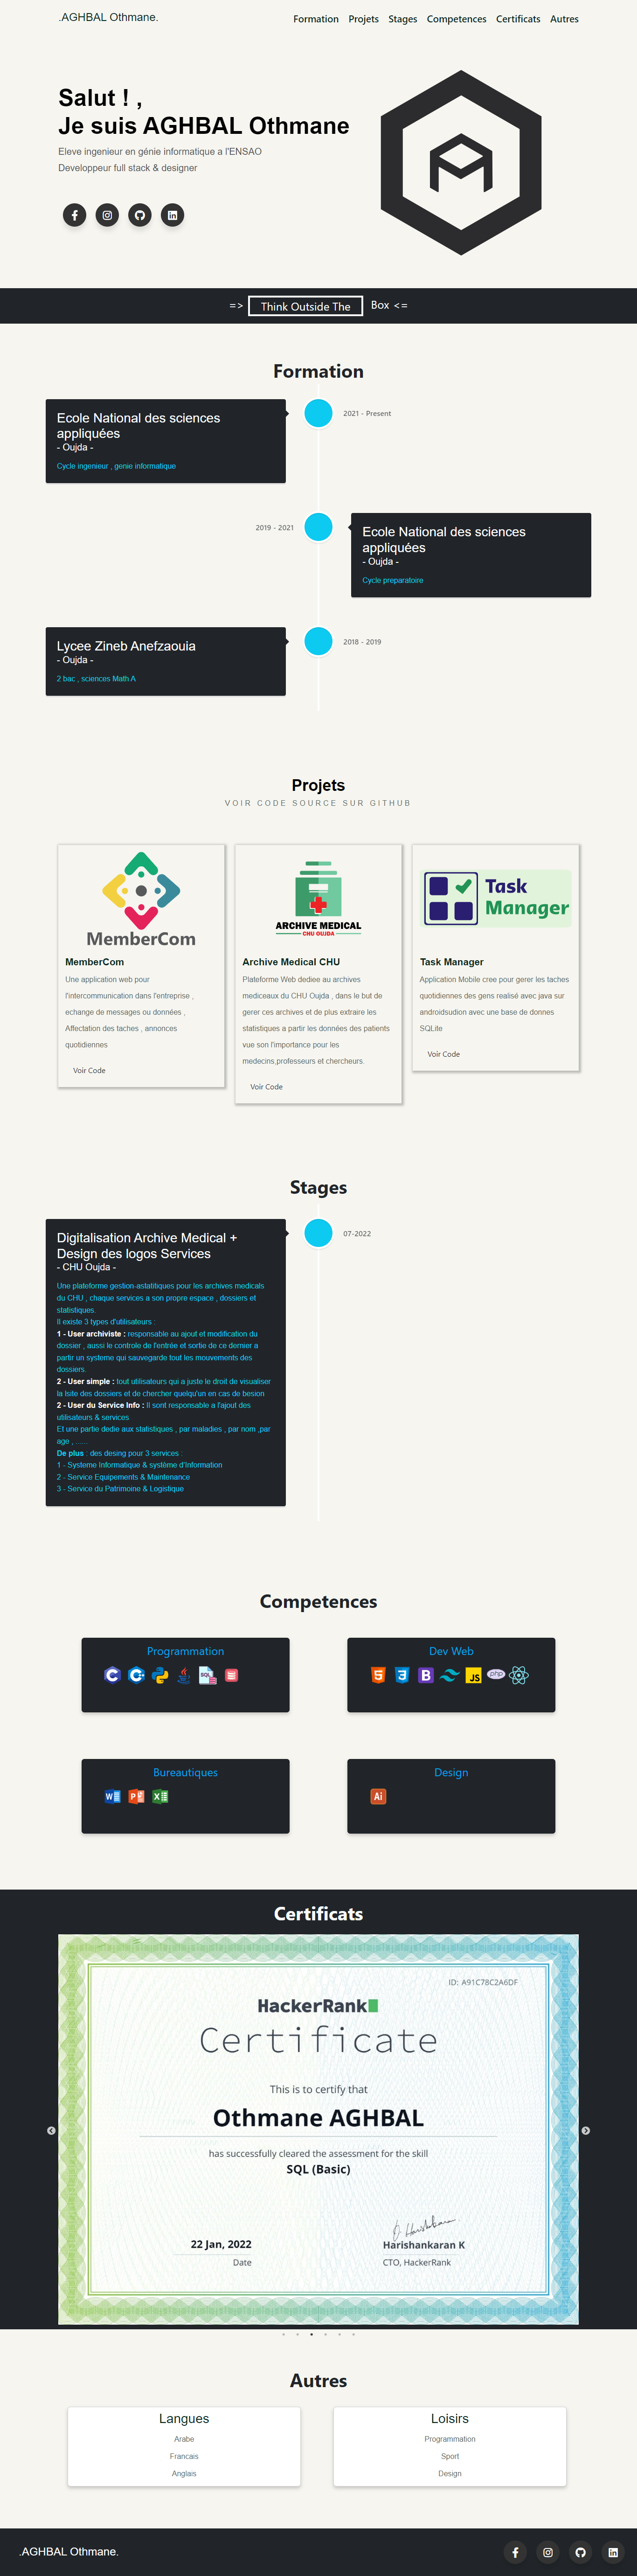 .AGHBAL Othmane.
Formation Projets Stages Competences Certificats Autres
Salut ! ,
Je suis AGHBAL Othmane
Eleve ingenieur en génie informatique a l'ENSAO
Developpeur full stack & designer
=> Think Outside The Box <=
Formation
Ecole National des sciences
appliquées
- Oujda -
Cycle ingenieur , genie informatique
2021 - Present
2019 - 2021
Ecole National des sciences
appliquées
- Oujda -
Cycle preparatoire
Lycee Zineb Anefzaouia
- Oujda -
2 bac , sciences Math A
2018 - 2019
Projets
VOIR CODE SOURCE SUR GITHUB
MemberCom
MemberCom
Une application web pour
l'intercommunication dans l'entreprise ,
echange de messages ou données ,
Affectation des taches , annonces
quotidiennes
Voir Code
ARCHIVE MEDICAL
CHU OUJDA
Archive Medical CHU
Plateforme Web dediee au archives
mediceaux du CHU Oujda , dans le but de
gerer ces archives et de plus extraire les
statistiques a partir les données des patients
vue son l'importance pour les
medecins,professeurs et chercheurs.
Voir Code
Task
Manager
Task Manager
Application Mobile cree pour gerer les taches
quotidiennes des gens realisé avec java sur
androidsudion avec une base de donnes
SQLite
Voir Code
Stages
Digitalisation Archive Medical +
Design des logos Services
- CHU Oujda -
07-2022
Une plateforme gestion-astatitiques pour les archives medicals
du CHU , chaque services a son propre espace , dossiers et
statistiques.
Il existe 3 types d'utilisateurs :
1 - User archiviste : responsable au ajout et modification du
dossier , aussi le controle de l'entrée et sortie de ce dernier a
partir un systeme qui sauvegarde tout les mouvements des
dossiers.
2 - User simple : tout utilisateurs qui a juste le droit de visualiser
la lsite des dossiers et de chercher quelqu'un en cas de besion
2 - User du Service Info : Il sont responsable a l'ajout des
utilisateurs & services
Et une partie dedie aux statistiques , par maladies , par nom ,par
age , ......
De plus : des desing pour 3 services :
1 - Systeme Informatique & système d'Information
2 - Service Equipements & Maintenance
3 - Service du Patrimoine & Logistique
Competences
Programmation
C C++ SQL
Dev Web
5 3 B JS php
Bureautiques
W P X
Design
Ai
Certificats
ID: A91C78C2A6DF
HackerRank
Certificate
This is to certify that
Othmane AGHBAL
has successfully cleared the assessment for the skill
SQL (Basic)
22 Jan, 2022
Date
Harishankaran K
CTO, HackerRank
Autres
Langues
Arabe
Francais
Anglais
Loisirs
Programmation
Sport
Design
.AGHBAL Othmane.